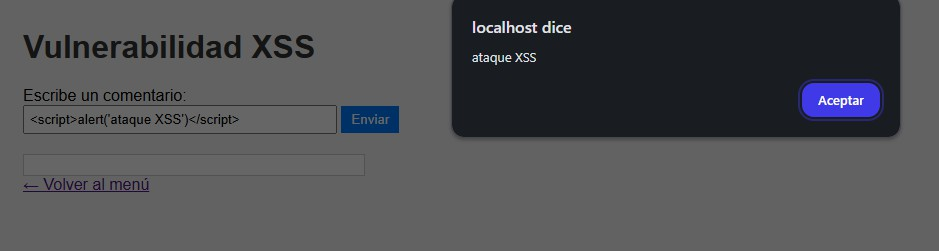 Vulnerabilidad XSS
localhost dice
ataque XSS
Aceptar
Escribe un comentario:
<script>alert('ataque XSS')</script>
Enviar
← Volver al menú